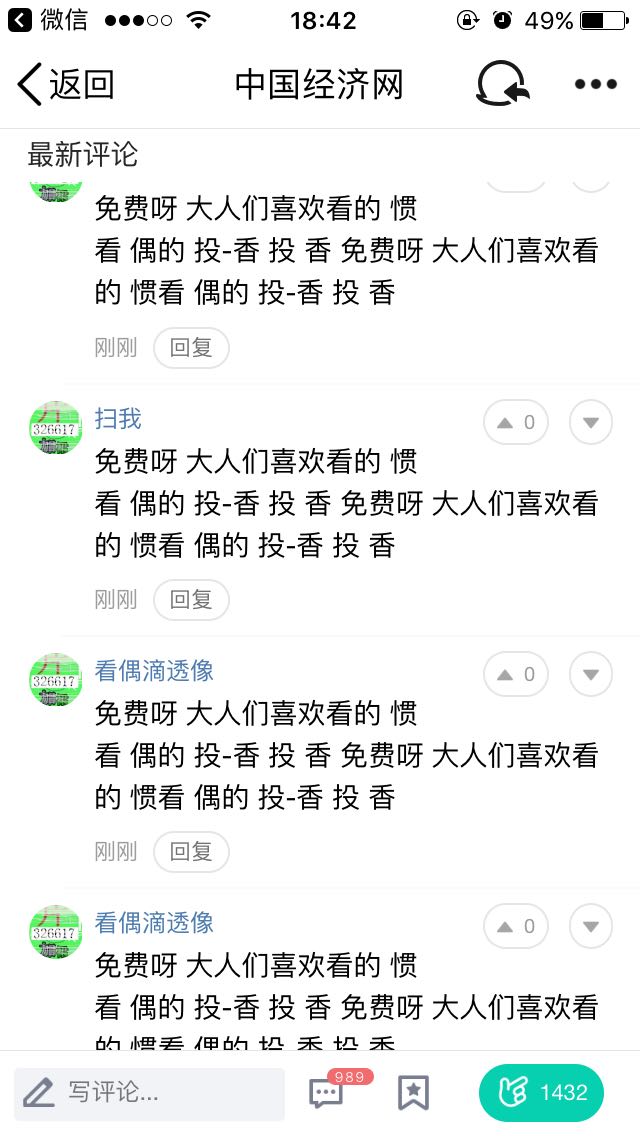 微信
18:42
49%
返回
中国经济网
最新评论
免费呀 大人们喜欢看的 惯
看 偶的 投-香 投 香 免费呀 大人们喜欢看
的 惯看 偶的 投-香 投 香
刚刚 回复
扫我
0
326617
免费呀 大人们喜欢看的 惯
看 偶的 投-香 投 香 免费呀 大人们喜欢看
的 惯看 偶的 投-香 投 香
刚刚 回复
看偶滴透像
0
326617
免费呀 大人们喜欢看的 惯
看 偶的 投-香 投 香 免费呀 大人们喜欢看
的 惯看 偶的 投-香 投 香
刚刚 回复
看偶滴透像
0
326617
免费呀 大人们喜欢看的 惯
看 偶的 投-香 投 香 免费呀 大人们喜欢看
的 惯看 偶的 投-香 投 香
写评论...
989
1432